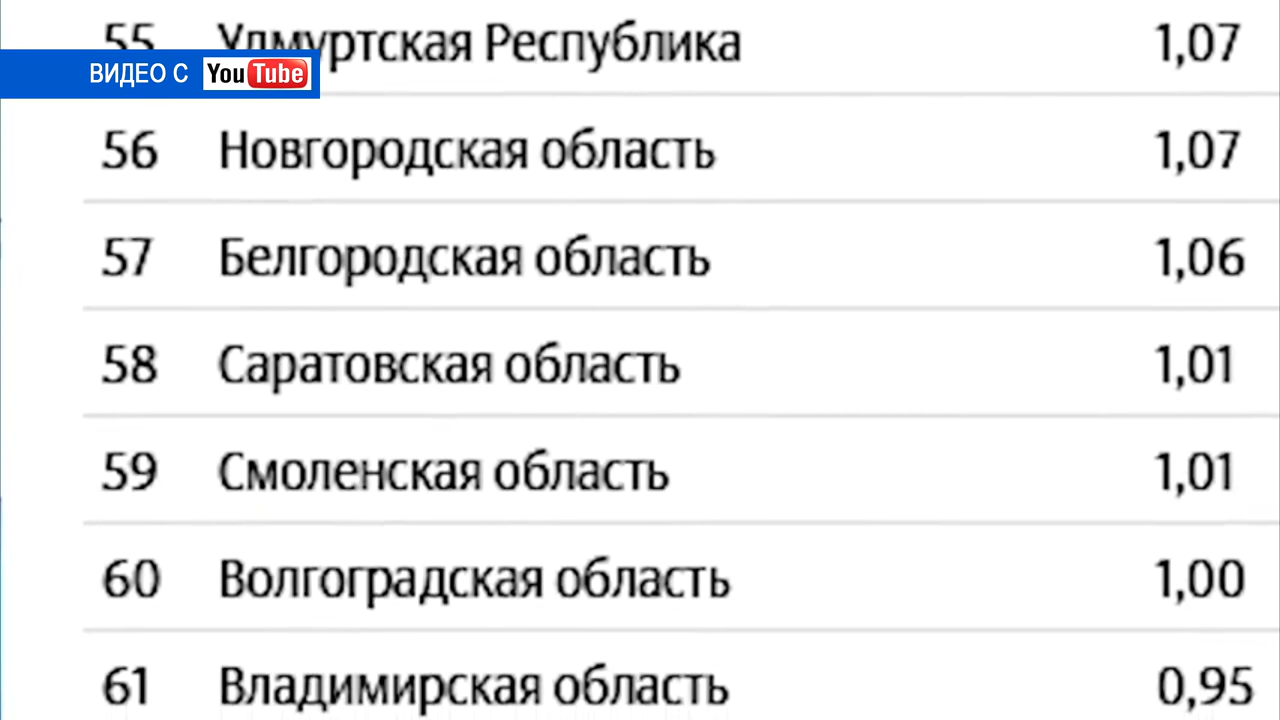 55 Удмуртская Республика 1,07
ВИДЕО С YouTube
56 Новгородская область 1,07
57 Белгородская область 1,06
58 Саратовская область 1,01
59 Смоленская область 1,01
60 Волгоградская область 1,00
61 Владимирская область 0,95